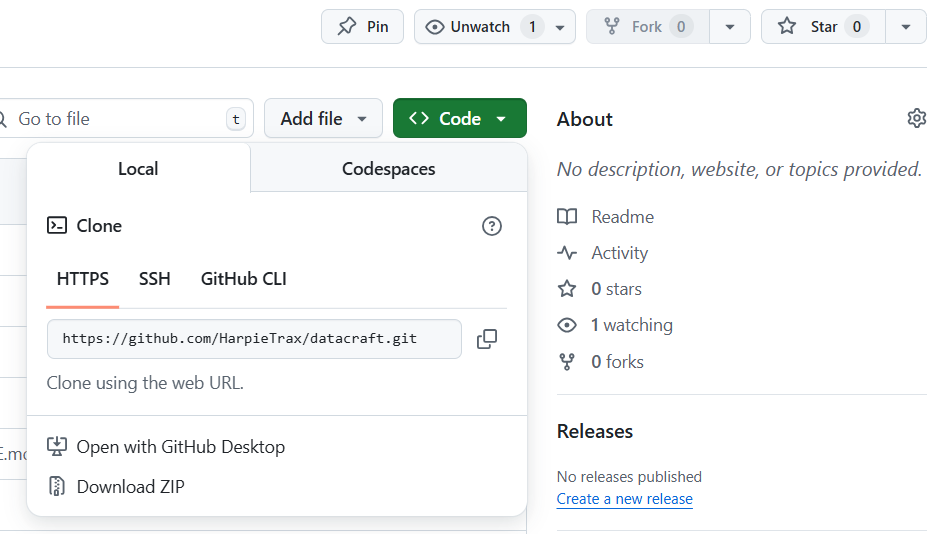 Pin
Unwatch 1
Fork 0
Star 0
Go to file
t
Add file
Code
Local
Codespaces
Clone
HTTPS
SSH
GitHub CLI
https://github.com/HarpieTrax/datacraft.git
Clone using the web URL.
Open with GitHub Desktop
Download ZIP
About
No description, website, or topics provided.
Readme
Activity
0 stars
1 watching
0 forks
Releases
No releases published
Create a new release